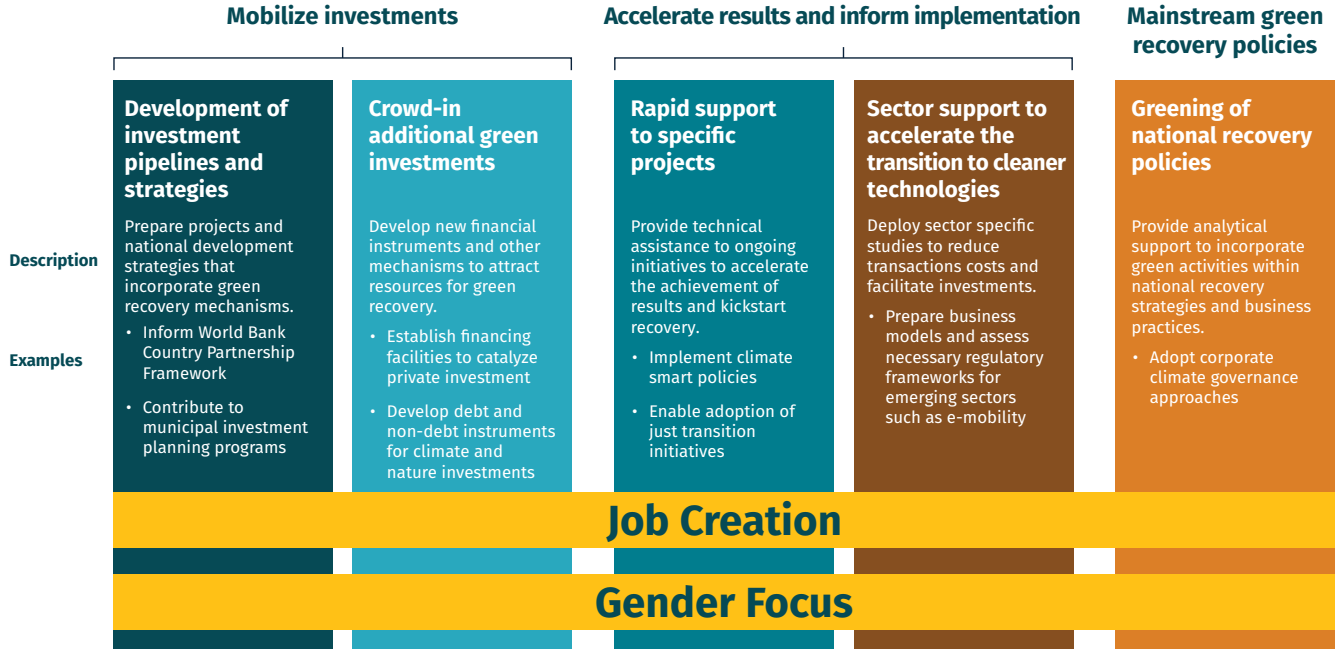 Mobilize investments
Accelerate results and inform implementation
Mainstream green
recovery policies
Development of
investment
pipelines and
strategies
Crowd-in
additional green
investments
Rapid support
to specific
projects
Sector support to
accelerate the
transition to cleaner
technologies
Greening of
national recovery
policies
Description
Prepare projects and
national development
strategies that
incorporate green
recovery mechanisms.
Develop new financial
instruments and other
mechanisms to attract
resources for green
recovery.
Provide technical
assistance to ongoing
initiatives to accelerate
the achievement of
results and kickstart
recovery.
Deploy sector specific
studies to reduce
transactions costs and
facilitate investments.
Provide analytical
support to incorporate
green activities within
national recovery
strategies and business
practices.
Examples
• Inform World Bank
Country Partnership
Framework
• Contribute to
municipal investment
planning programs
• Establish financing
facilities to catalyze
private investment
• Develop debt and
non-debt instruments
for climate and
nature investments
• Implement climate
smart policies
• Enable adoption of
just transition
initiatives
• Prepare business
models and assess
necessary regulatory
frameworks for
emerging sectors
such as e-mobility
• Adopt corporate
climate governance
approaches
Job Creation
Gender Focus